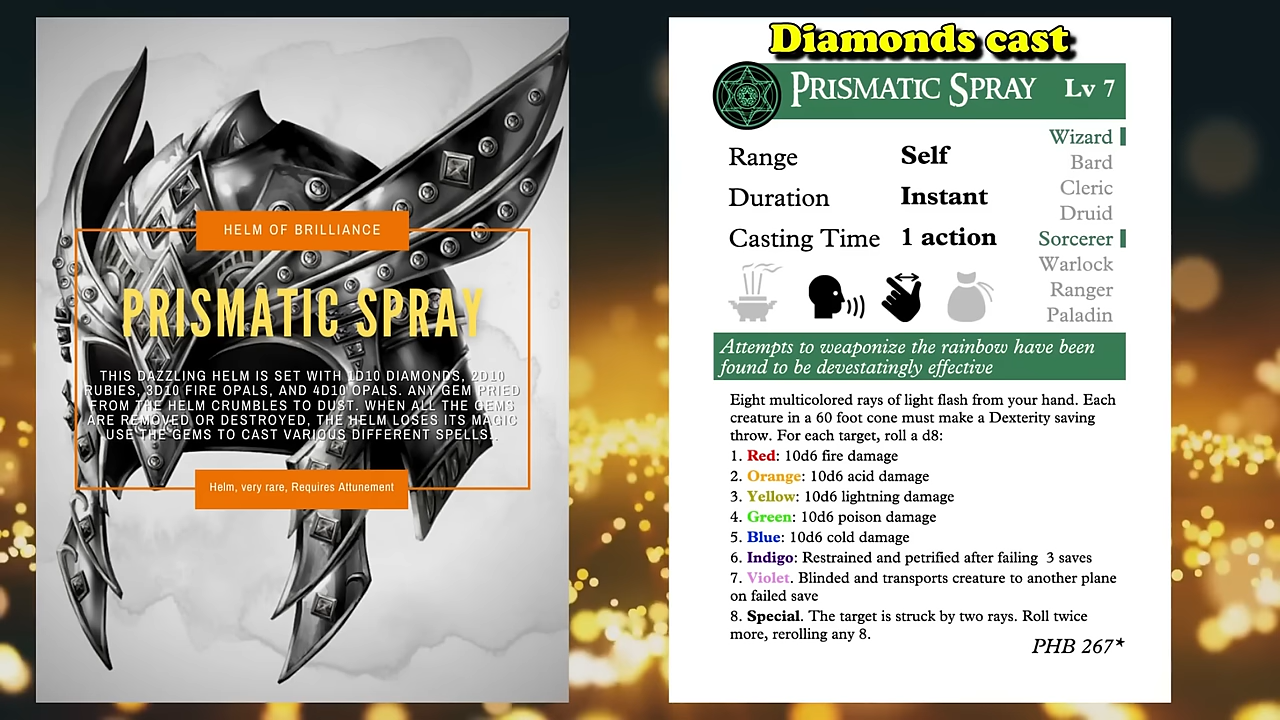 HELM OF BRILLIANCE
PRISMATIC SPRAY
THIS DAZZLING HELM IS SET WITH 1D10 DIAMONDS, 2D10
RUBIES, 3D10 FIRE OPALS, AND 4D10 OPALS. ANY GEM PRIED
FROM THE HELM CRUMBLES TO DUST. WHEN ALL THE GEMS
ARE REMOVED OR DESTROYED, THE HELM LOSES ITS MAGIC
USE THE GEMS TO CAST VARIOUS DIFFERENT SPELLS..
Helm, very rare, Requires Attunement
Diamonds cast
PRISMATIC SPRAY Lv 7
Range Self
Duration Instant
Casting Time 1 action
Wizard
Bard
Cleric
Druid
Sorcerer
Warlock
Ranger
Paladin
Attempts to weaponize the rainbow have been
found to be devestatingly effective
Eight multicolored rays of light flash from your hand. Each
creature in a 60 foot cone must make a Dexterity saving
throw. For each target, roll a d8:
1. Red: 10d6 fire damage
2. Orange: 10d6 acid damage
3. Yellow: 10d6 lightning damage
4. Green: 10d6 poison damage
5. Blue: 10d6 cold damage
6. Indigo: Restrained and petrified after failing 3 saves
7. Violet. Blinded and transports creature to another plane
on failed save
8. Special. The target is struck by two rays. Roll twice
more, rerolling any 8.
PHB 267*